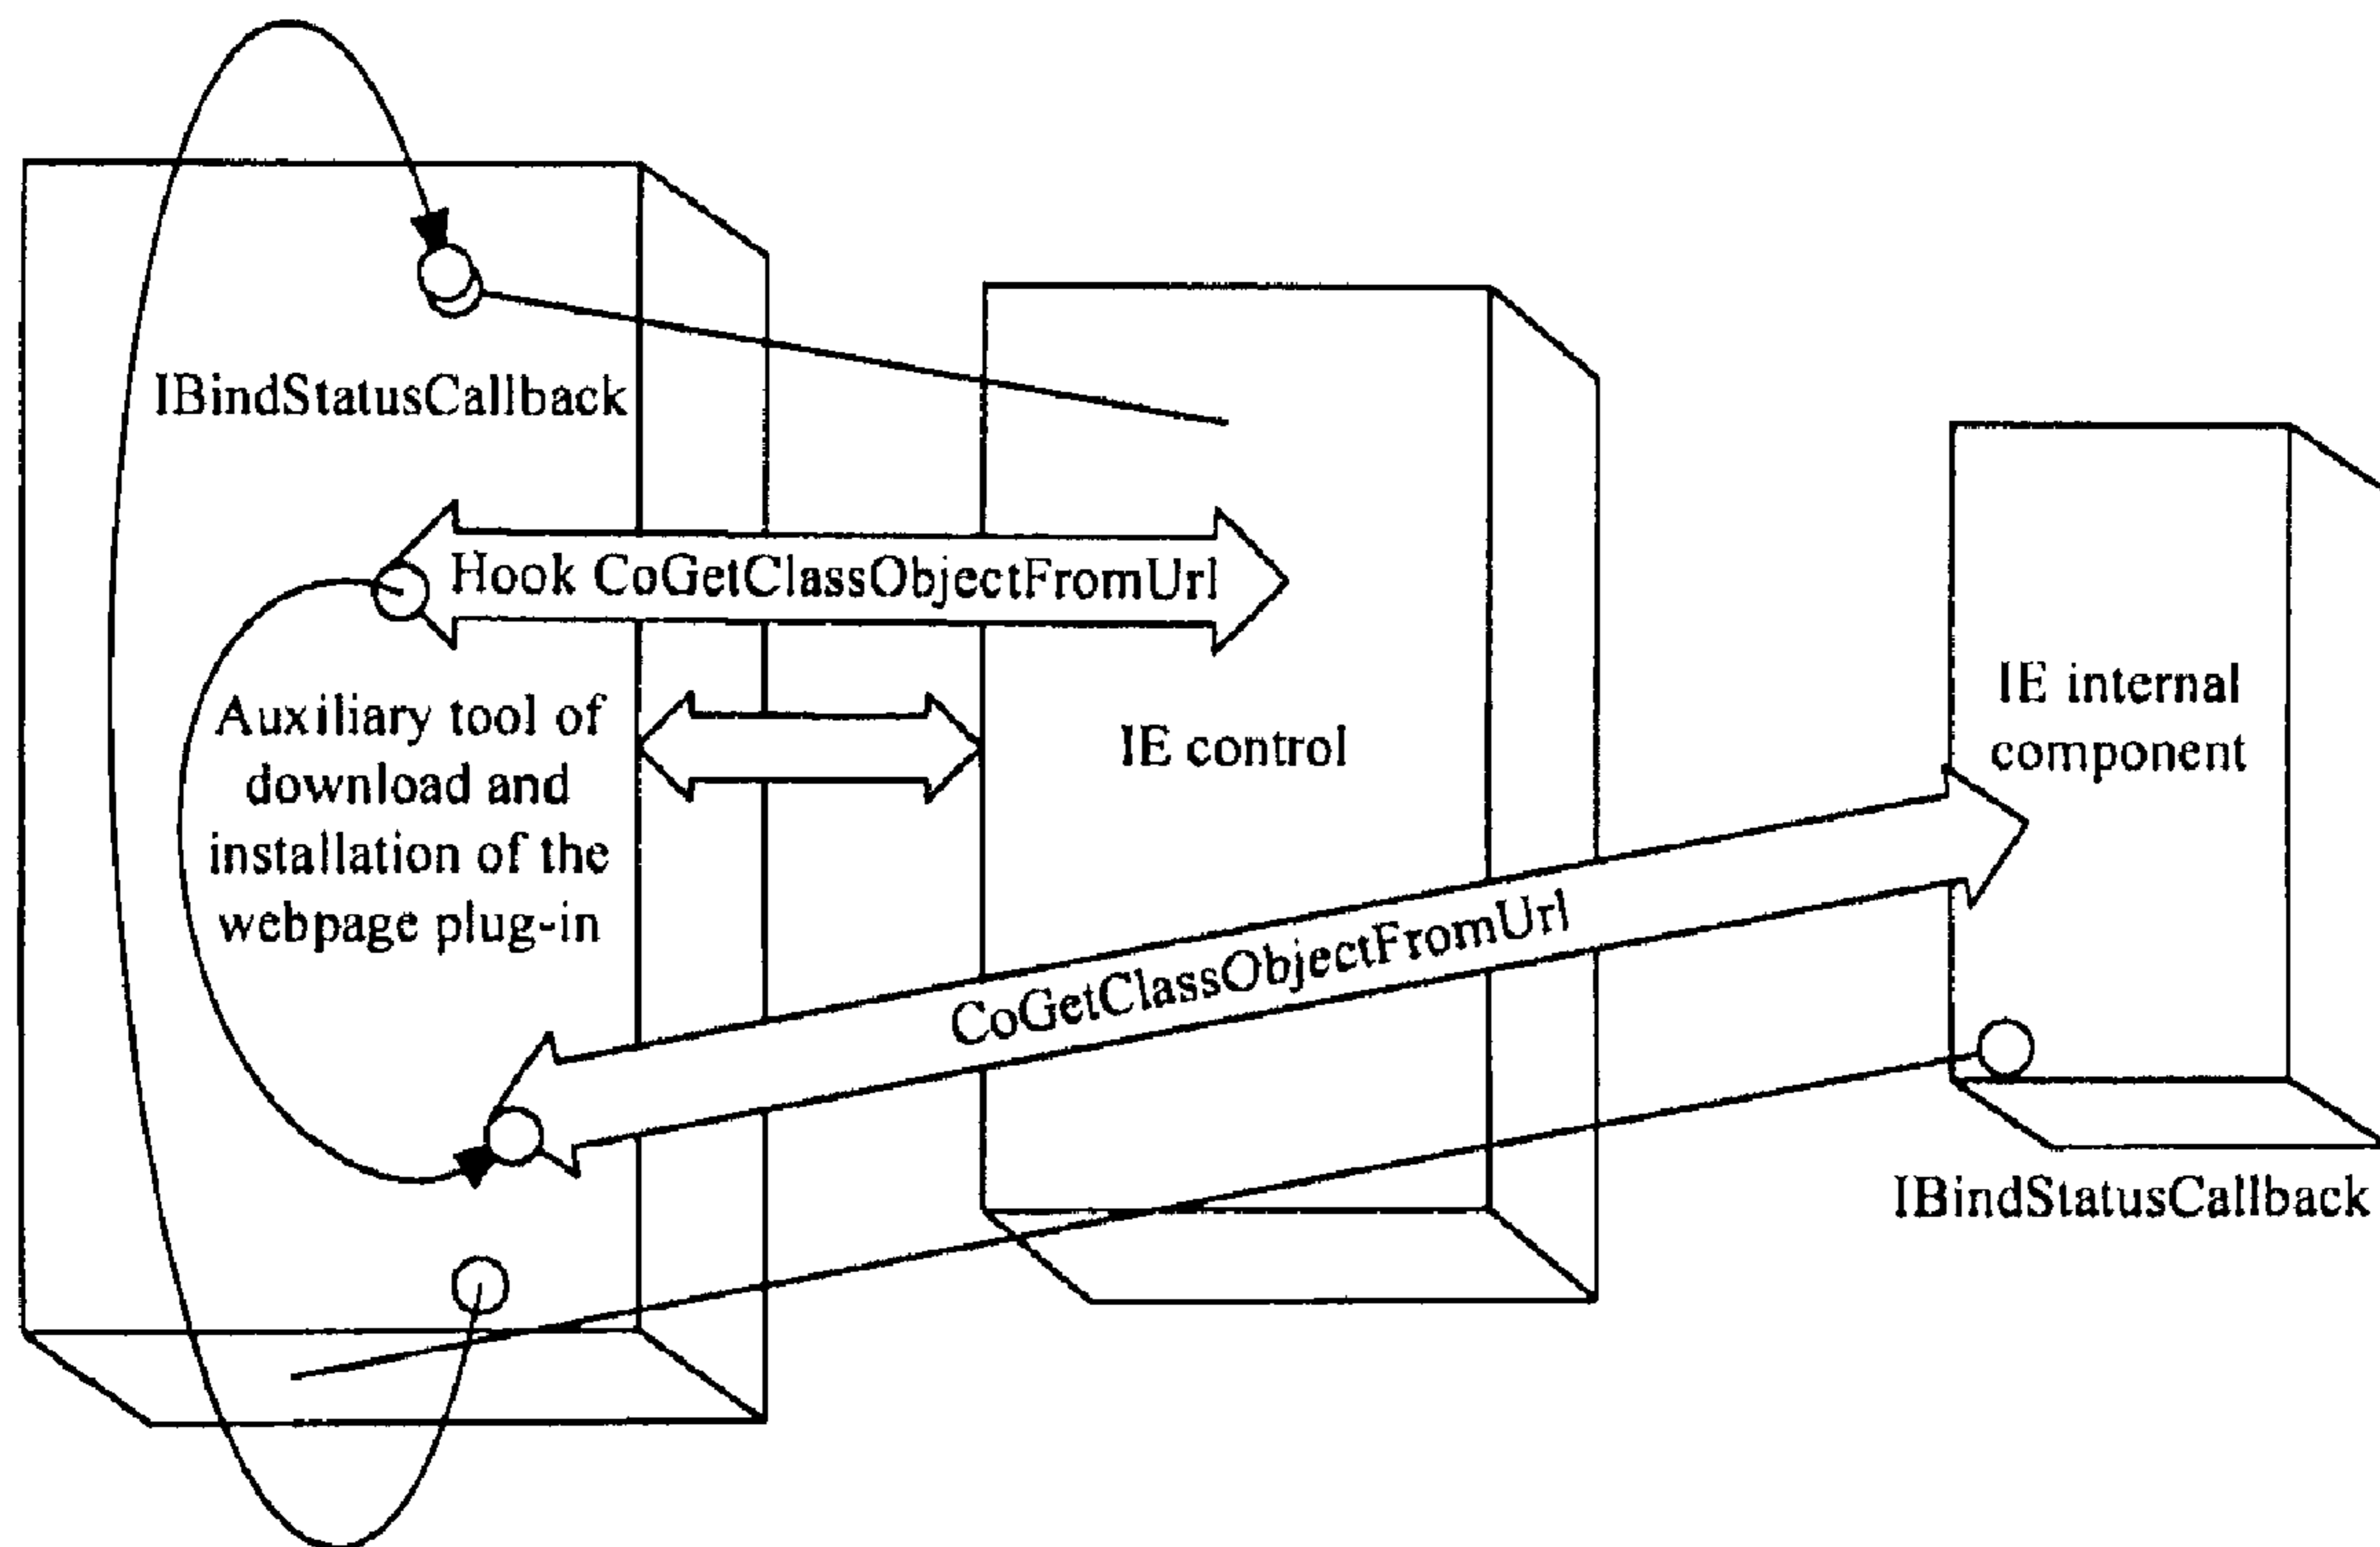 IBindStatusCallback
Hook CoGetClassObjectFromUrl
Auxiliary tool of
download and
installation of the
webpage plug-in
IE control
IE internal
component
CoGetClassObjectFromUrl
IBindStatusCallback